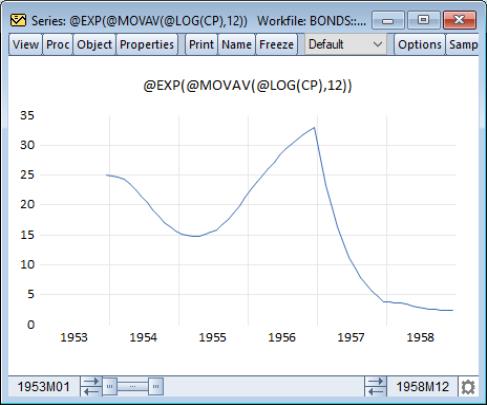 Series: @EXP(@MOVAV(@LOG(CP),12)) Workfile: BONDS::...
View Proc Object Properties Print Name Freeze Default Options Samp
@EXP(@MOVAV(@LOG(CP),12))
35
30
25
20
15
10
5
0
1953 1954 1955 1956 1957 1958
1953M01 1958M12